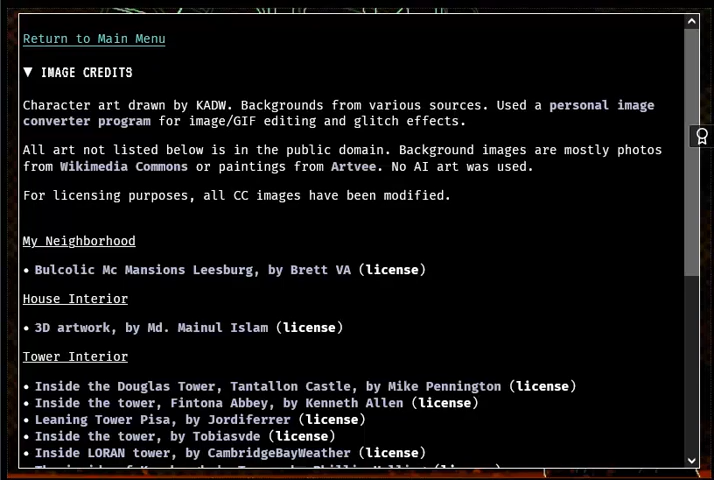 Return to Main Menu
▼ IMAGE CREDITS
Character art drawn by KADW. Backgrounds from various sources. Used a personal image
converter program for image/GIF editing and glitch effects.
All art not listed below is in the public domain. Background images are mostly photos
from Wikimedia Commons or paintings from Artvee. No AI art was used.
For licensing purposes, all CC images have been modified.
My Neighborhood
• Bulcolic Mc Mansions Leesburg, by Brett VA (license)
House Interior
• 3D artwork, by Md. Mainul Islam (license)
Tower Interior
• Inside the Douglas Tower, Tantallon Castle, by Mike Pennington (license)
• Inside the tower, Fintona Abbey, by Kenneth Allen (license)
• Leaning Tower Pisa, by Jordiferrer (license)
• Inside the tower, by Tobiasvde (license)
• Inside LORAN tower, by CambridgeBayWeather (license)